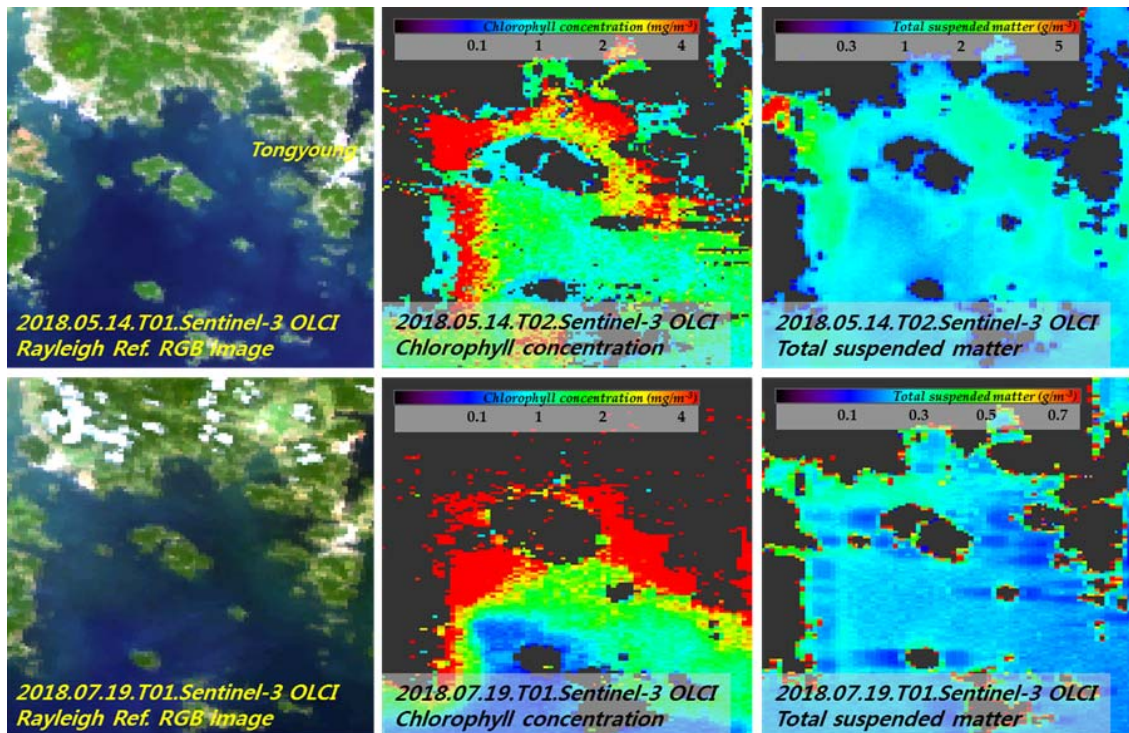 Chlorophyll concentration (mg/m⁻³)
0.1 1 2 4
Total suspended matter (g/m⁻³)
0.3 1 2 5
Tongyoung
2018.05.14.T01.Sentinel-3 OLCI
Rayleigh Ref. RGB Image
2018.05.14.T02.Sentinel-3 OLCI
Chlorophyll concentration
2018.05.14.T02.Sentinel-3 OLCI
Total suspended matter
Chlorophyll concentration (mg/m⁻³)
0.1 1 2 4
Total suspended matter (g/m⁻³)
0.1 0.3 0.5 0.7
2018.07.19.T01.Sentinel-3 OLCI
Rayleigh Ref. RGB Image
2018.07.19.T01.Sentinel-3 OLCI
Chlorophyll concentration
2018.07.19.T01.Sentinel-3 OLCI
Total suspended matter